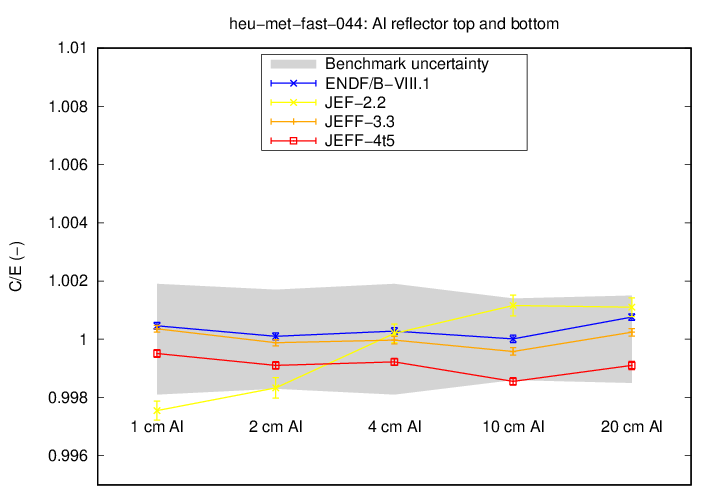 heu−met−fast−044: Al reflector top and bottom
1.01
1.008
1.006
1.004
1.002
1
0.998
0.996
C/E (−)
Benchmark uncertainty
ENDF/B−VIII.1
JEF−2.2
JEFF−3.3
JEFF−4t5
1 cm Al
2 cm Al
4 cm Al
10 cm Al
20 cm Al